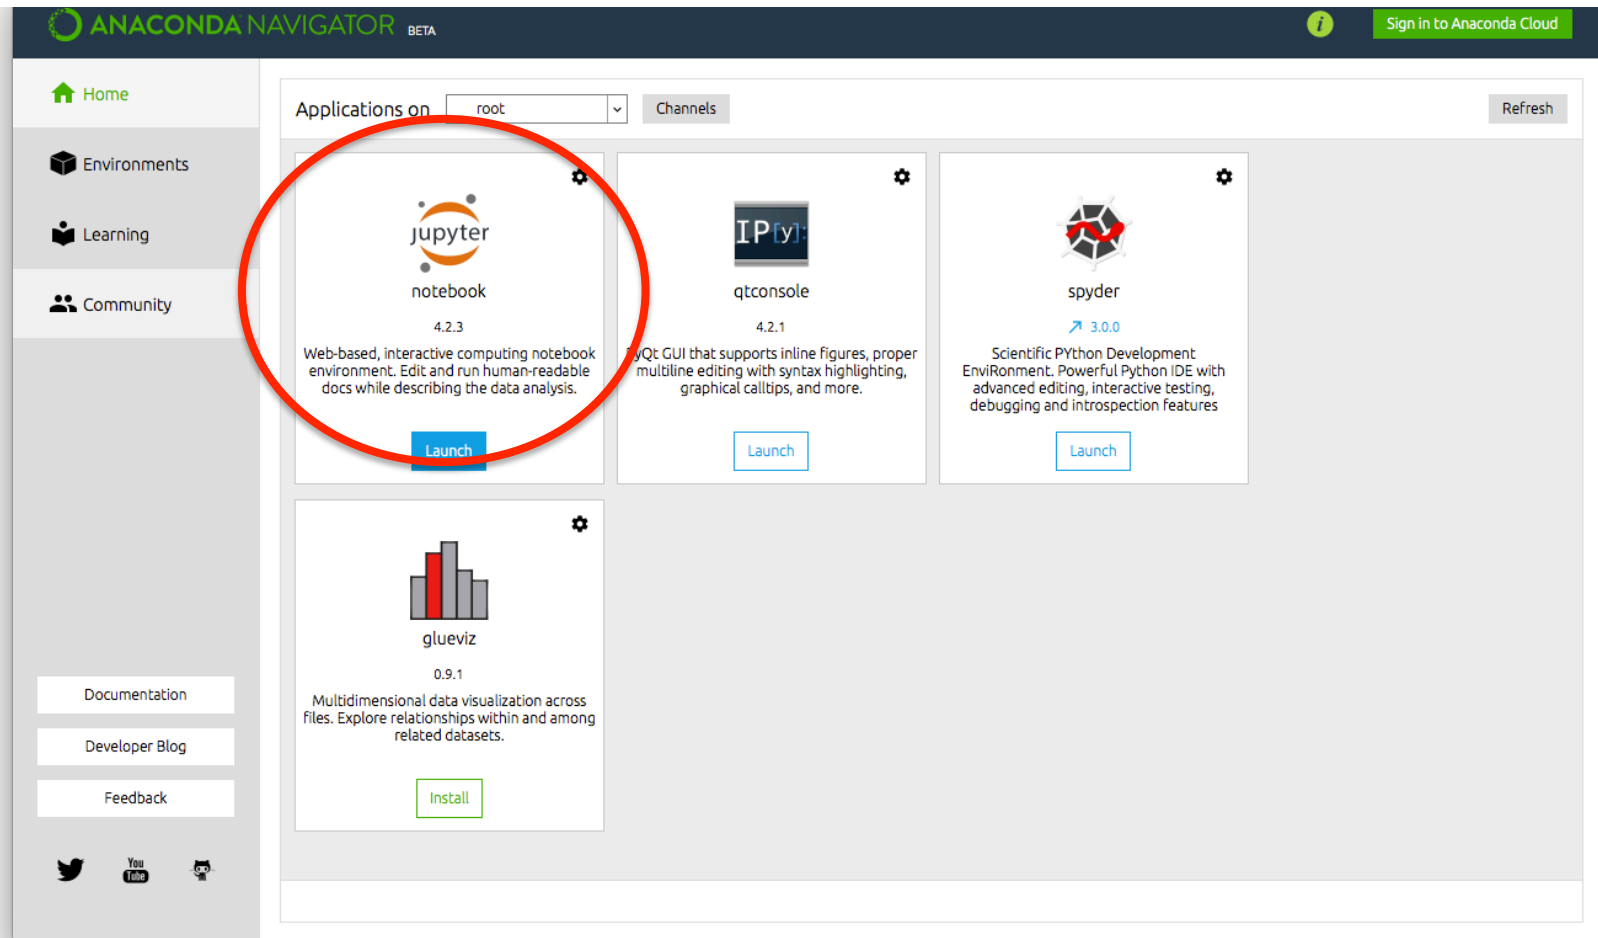 ANACONDA NAVIGATOR BETA
i
Sign in to Anaconda Cloud
Home
Environments
Learning
Community
Documentation
Developer Blog
Feedback
You
Tube
Applications on root Channels
Refresh
jupyter
notebook
4.2.3
Web-based, interactive computing notebook
environment. Edit and run human-readable
docs while describing the data analysis.
Launch
IP[y]:
qtconsole
4.2.1
PyQt GUI that supports inline figures, proper
multiline editing with syntax highlighting,
graphical calltips, and more.
Launch
spyder
3.0.0
Scientific PYthon Development
EnviRonment. Powerful Python IDE with
advanced editing, interactive testing,
debugging and introspection features
Launch
glueviz
0.9.1
Multidimensional data visualization across
files. Explore relationships within and among
related datasets.
Install